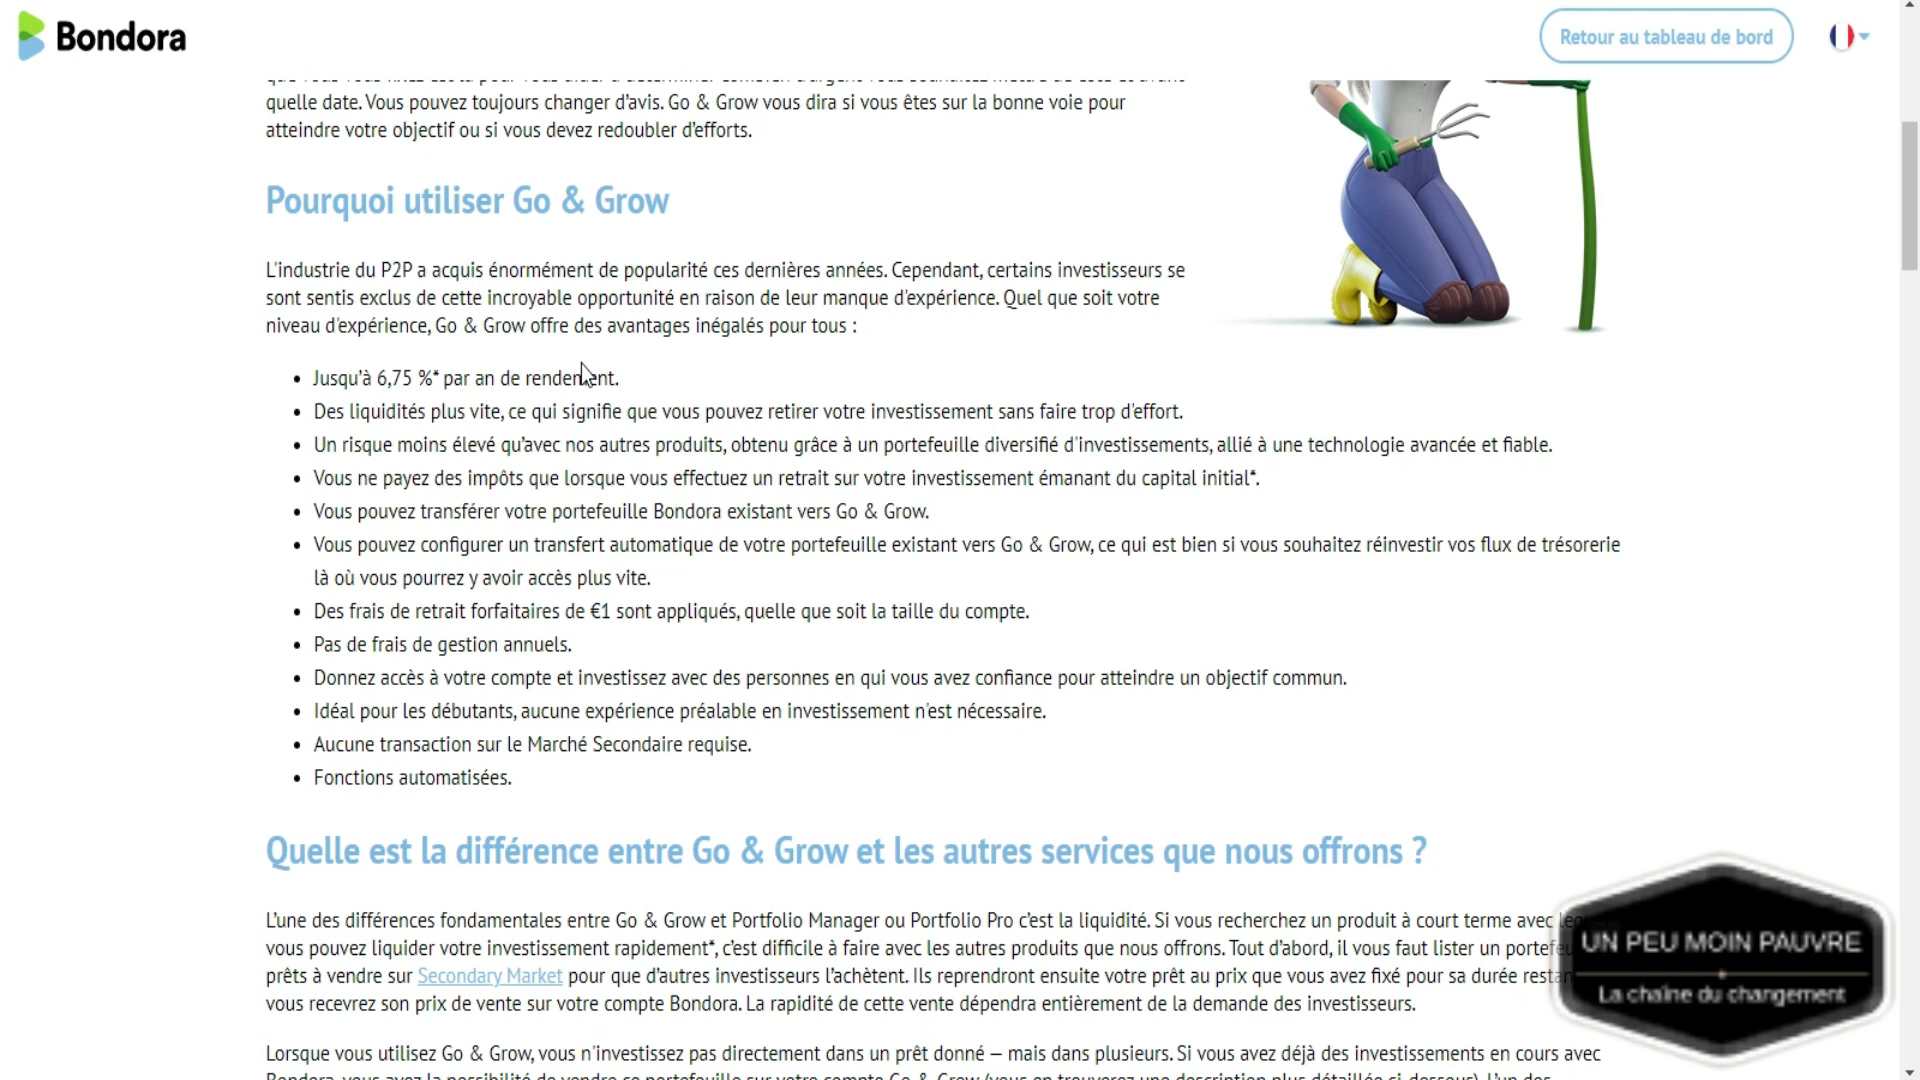 Bondora
Retour au tableau de bord
quelle date. Vous pouvez toujours changer d’avis. Go & Grow vous dira si vous êtes sur la bonne voie pour
atteindre votre objectif ou si vous devez redoubler d’efforts.
Pourquoi utiliser Go & Grow
L'industrie du P2P a acquis énormément de popularité ces dernières années. Cependant, certains investisseurs se
sont sentis exclus de cette incroyable opportunité en raison de leur manque d'expérience. Quel que soit votre
niveau d'expérience, Go & Grow offre des avantages inégalés pour tous :
• Jusqu’à 6,75 %* par an de rendement.
• Des liquidités plus vite, ce qui signifie que vous pouvez retirer votre investissement sans faire trop d'effort.
• Un risque moins élevé qu’avec nos autres produits, obtenu grâce à un portefeuille diversifié d'investissements, allié à une technologie avancée et fiable.
• Vous ne payez des impôts que lorsque vous effectuez un retrait sur votre investissement émanant du capital initial*.
• Vous pouvez transférer votre portefeuille Bondora existant vers Go & Grow.
• Vous pouvez configurer un transfert automatique de votre portefeuille existant vers Go & Grow, ce qui est bien si vous souhaitez réinvestir vos flux de trésorerie
là où vous pourrez y avoir accès plus vite.
• Des frais de retrait forfaitaires de €1 sont appliqués, quelle que soit la taille du compte.
• Pas de frais de gestion annuels.
• Donnez accès à votre compte et investissez avec des personnes en qui vous avez confiance pour atteindre un objectif commun.
• Idéal pour les débutants, aucune expérience préalable en investissement n'est nécessaire.
• Aucune transaction sur le Marché Secondaire requise.
• Fonctions automatisées.
Quelle est la différence entre Go & Grow et les autres services que nous offrons ?
L’une des différences fondamentales entre Go & Grow et Portfolio Manager ou Portfolio Pro c’est la liquidité. Si vous recherchez un produit à court terme avec
vous pouvez liquider votre investissement rapidement*, c’est difficile à faire avec les autres produits que nous offrons. Tout d’abord, il vous faut lister un
prêts à vendre sur Secondary Market pour que d’autres investisseurs l’achètent. Ils reprendront ensuite votre prêt au prix que vous avez fixé pour sa durée
vous recevrez son prix de vente sur votre compte Bondora. La rapidité de cette vente dépendra entièrement de la demande des investisseurs.
Lorsque vous utilisez Go & Grow, vous n'investissez pas directement dans un prêt donné – mais dans plusieurs. Si vous avez déjà des investissements en cours avec
UN PEU MOIN PAUVRE
La chaîne du changement